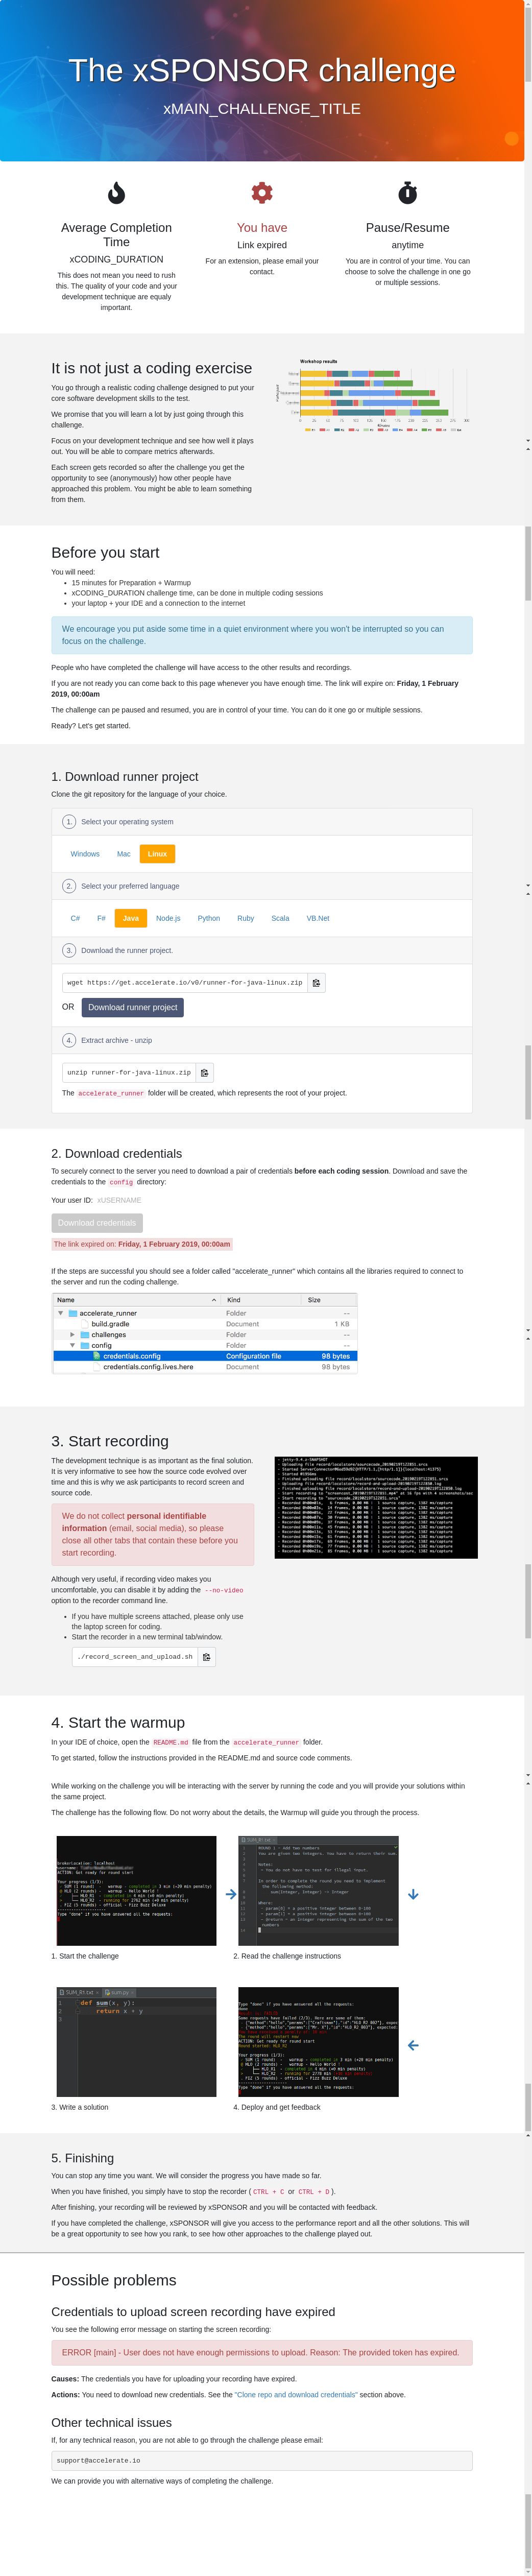 The xSPONSOR challenge
xMAIN_CHALLENGE_TITLE
Average Completion
Time
xCODING_DURATION
This does not mean you need to rush
this. The quality of your code and your
development technique are equaly
important.
You have
Link expired
For an extension, please email your
contact.
Pause/Resume
anytime
You are in control of your time. You can
choose to solve the challenge in one go
or multiple sessions.
It is not just a coding exercise
You go through a realistic coding challenge designed to put your
core software development skills to the test.
We promise that you will learn a lot by just going through this
challenge.
Focus on your development technique and see how well it plays
out. You will be able to compare metrics afterwards.
Each screen gets recorded so after the challenge you get the
opportunity to see (anonymously) how other people have
approached this problem. You might be able to learn something
from them.
Workshop results
Before you start
You will need:
15 minutes for Preparation + Warmup
xCODING_DURATION challenge time, can be done in multiple coding sessions
your laptop + your IDE and a connection to the internet
We encourage you put aside some time in a quiet environment where you won't be interrupted so you can
focus on the challenge.
People who have completed the challenge will have access to the other results and recordings.
If you are not ready you can come back to this page whenever you have enough time. The link will expire on: Friday, 1 February
2019, 00:00am
The challenge can be paused and resumed, you are in control of your time. You can do it one go or multiple sessions.
Ready? Let's get started.
1. Download runner project
Clone the git repository for the language of your choice.
1. Select your operating system
Windows Mac Linux
2. Select your preferred language
C# F# Java Node.js Python Ruby Scala VB.Net
3. Download the runner project.
wget https://get.accelerate.io/v0/runner-for-java-linux.zip
OR Download runner project
4. Extract archive - unzip
unzip runner-for-java-linux.zip
The accelerate_runner folder will be created, which represents the root of your project.
2. Download credentials
To securely connect to the server you need to download a pair of credentials before each coding session. Download and save the
credentials to the config directory:
Your user ID: xUSERNAME
Download credentials
The link expired on: Friday, 1 February 2019, 00:00am
If the steps are successful you should see a folder called "accelerate_runner" which contains all the libraries required to connect to
the server and run the coding challenge.
Name Kind Size
accelerate_runner Folder --
build.gradle Document 1 KB
challenges Folder --
config Folder --
credentials.config Configuration file 98 bytes
credentials.config.lives.here Document 98 bytes
3. Start recording
The development technique is as important as the final solution.
It is very informative to see how the source code evolved over
time and this is why we ask participants to record screen and
source code.
We do not collect personal identifiable
information (email, social media), so please
close all other tabs that contain these before you
start recording.
Although very useful, if recording video makes you
uncomfortable, you can disable it by adding the --no-video
option to the recorder command line.
If you have multiple screens attached, please only use
the laptop screen for coding.
Start the recorder in a new terminal tab/window.
./record_screen_and_upload.sh
4. Start the warmup
In your IDE of choice, open the README.md file from the accelerate_runner folder.
To get started, follow the instructions provided in the README.md and source code comments.
While working on the challenge you will be interacting with the server by running the code and you will provide your solutions within
the same project.
The challenge has the following flow. Do not worry about the details, the Warmup will guide you through the process.
1. Start the challenge
2. Read the challenge instructions
def sum(x, y):
return x + y
3. Write a solution
4. Deploy and get feedback
5. Finishing
You can stop any time you want. We will consider the progress you have made so far.
When you have finished, you simply have to stop the recorder ( CTRL + C or CTRL + D ).
After finishing, your recording will be reviewed by xSPONSOR and you will be contacted with feedback.
If you have completed the challenge, xSPONSOR will give you access to the performance report and all the other solutions. This will
be a great opportunity to see how you rank, to see how other approaches to the challenge played out.
Possible problems
Credentials to upload screen recording have expired
You see the following error message on starting the screen recording:
ERROR [main] - User does not have enough permissions to upload. Reason: The provided token has expired.
Causes: The credentials you have for uploading your recording have expired.
Actions: You need to download new credentials. See the "Clone repo and download credentials" section above.
Other technical issues
If, for any technical reason, you are not able to go through the challenge please email:
support@accelerate.io
We can provide you with alternative ways of completing the challenge.